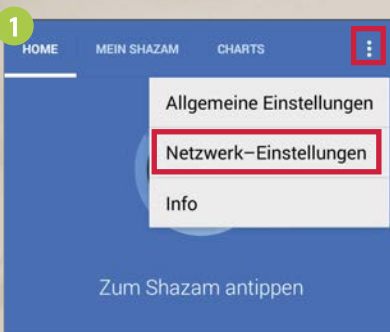 1
HOME MEIN SHAZAM CHARTS
Allgemeine Einstellungen
Netzwerk–Einstellungen
Info
Zum Shazam antippen